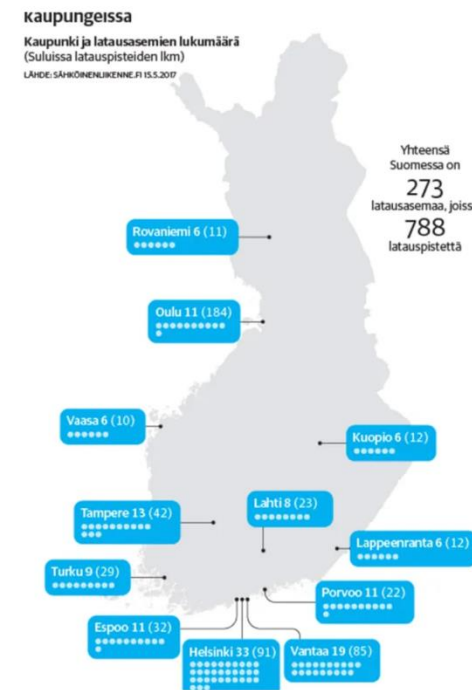 kaupungeissa
Kaupunki ja latausasemien lukumäärä
(Suluissa latauspisteiden lkm)
LÄHDE: SÄHKÖINENLIIKENNE.FI 15.5.2017
Yhteensä
Suomessa on
273
latausasemaa, joiss
788
latauspistettä
Rovaniemi 6 (11)
Oulu 11 (184)
Vaasa 6 (10)
Kuopio 6 (12)
Lahti 8 (23)
Tampere 13 (42)
Lappeenranta 6 (12)
Turku 9 (29)
Porvoo 11 (22)
Espoo 11 (32)
Helsinki 33 (91)
Vantaa 19 (85)